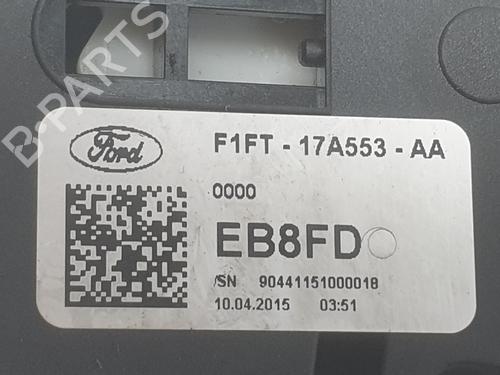 B-PARTS
Ford
F1FT - 17A553 - AA
0000
EB8FD
/SN 90441151000018
10.04.2015 03:51